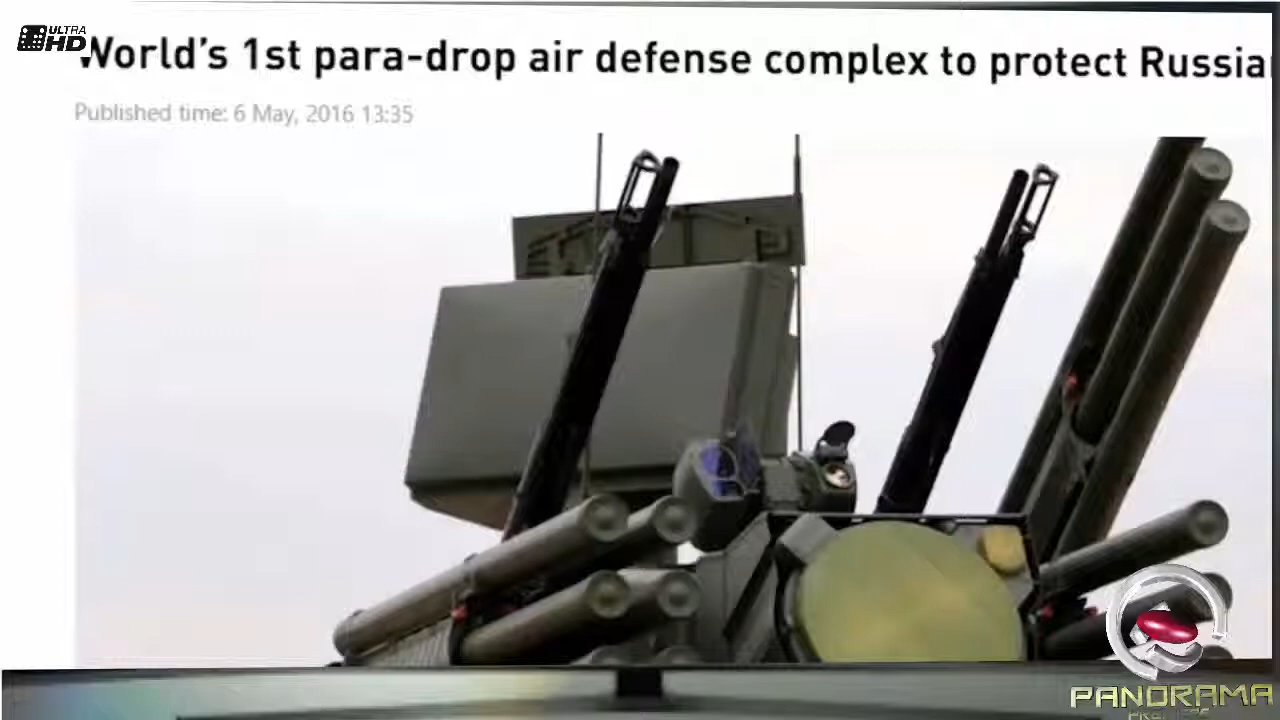 ULTRA
HD
World's 1st para-drop air defense complex to protect Russia
Published time: 6 May, 2016 13:35
PANORAMA